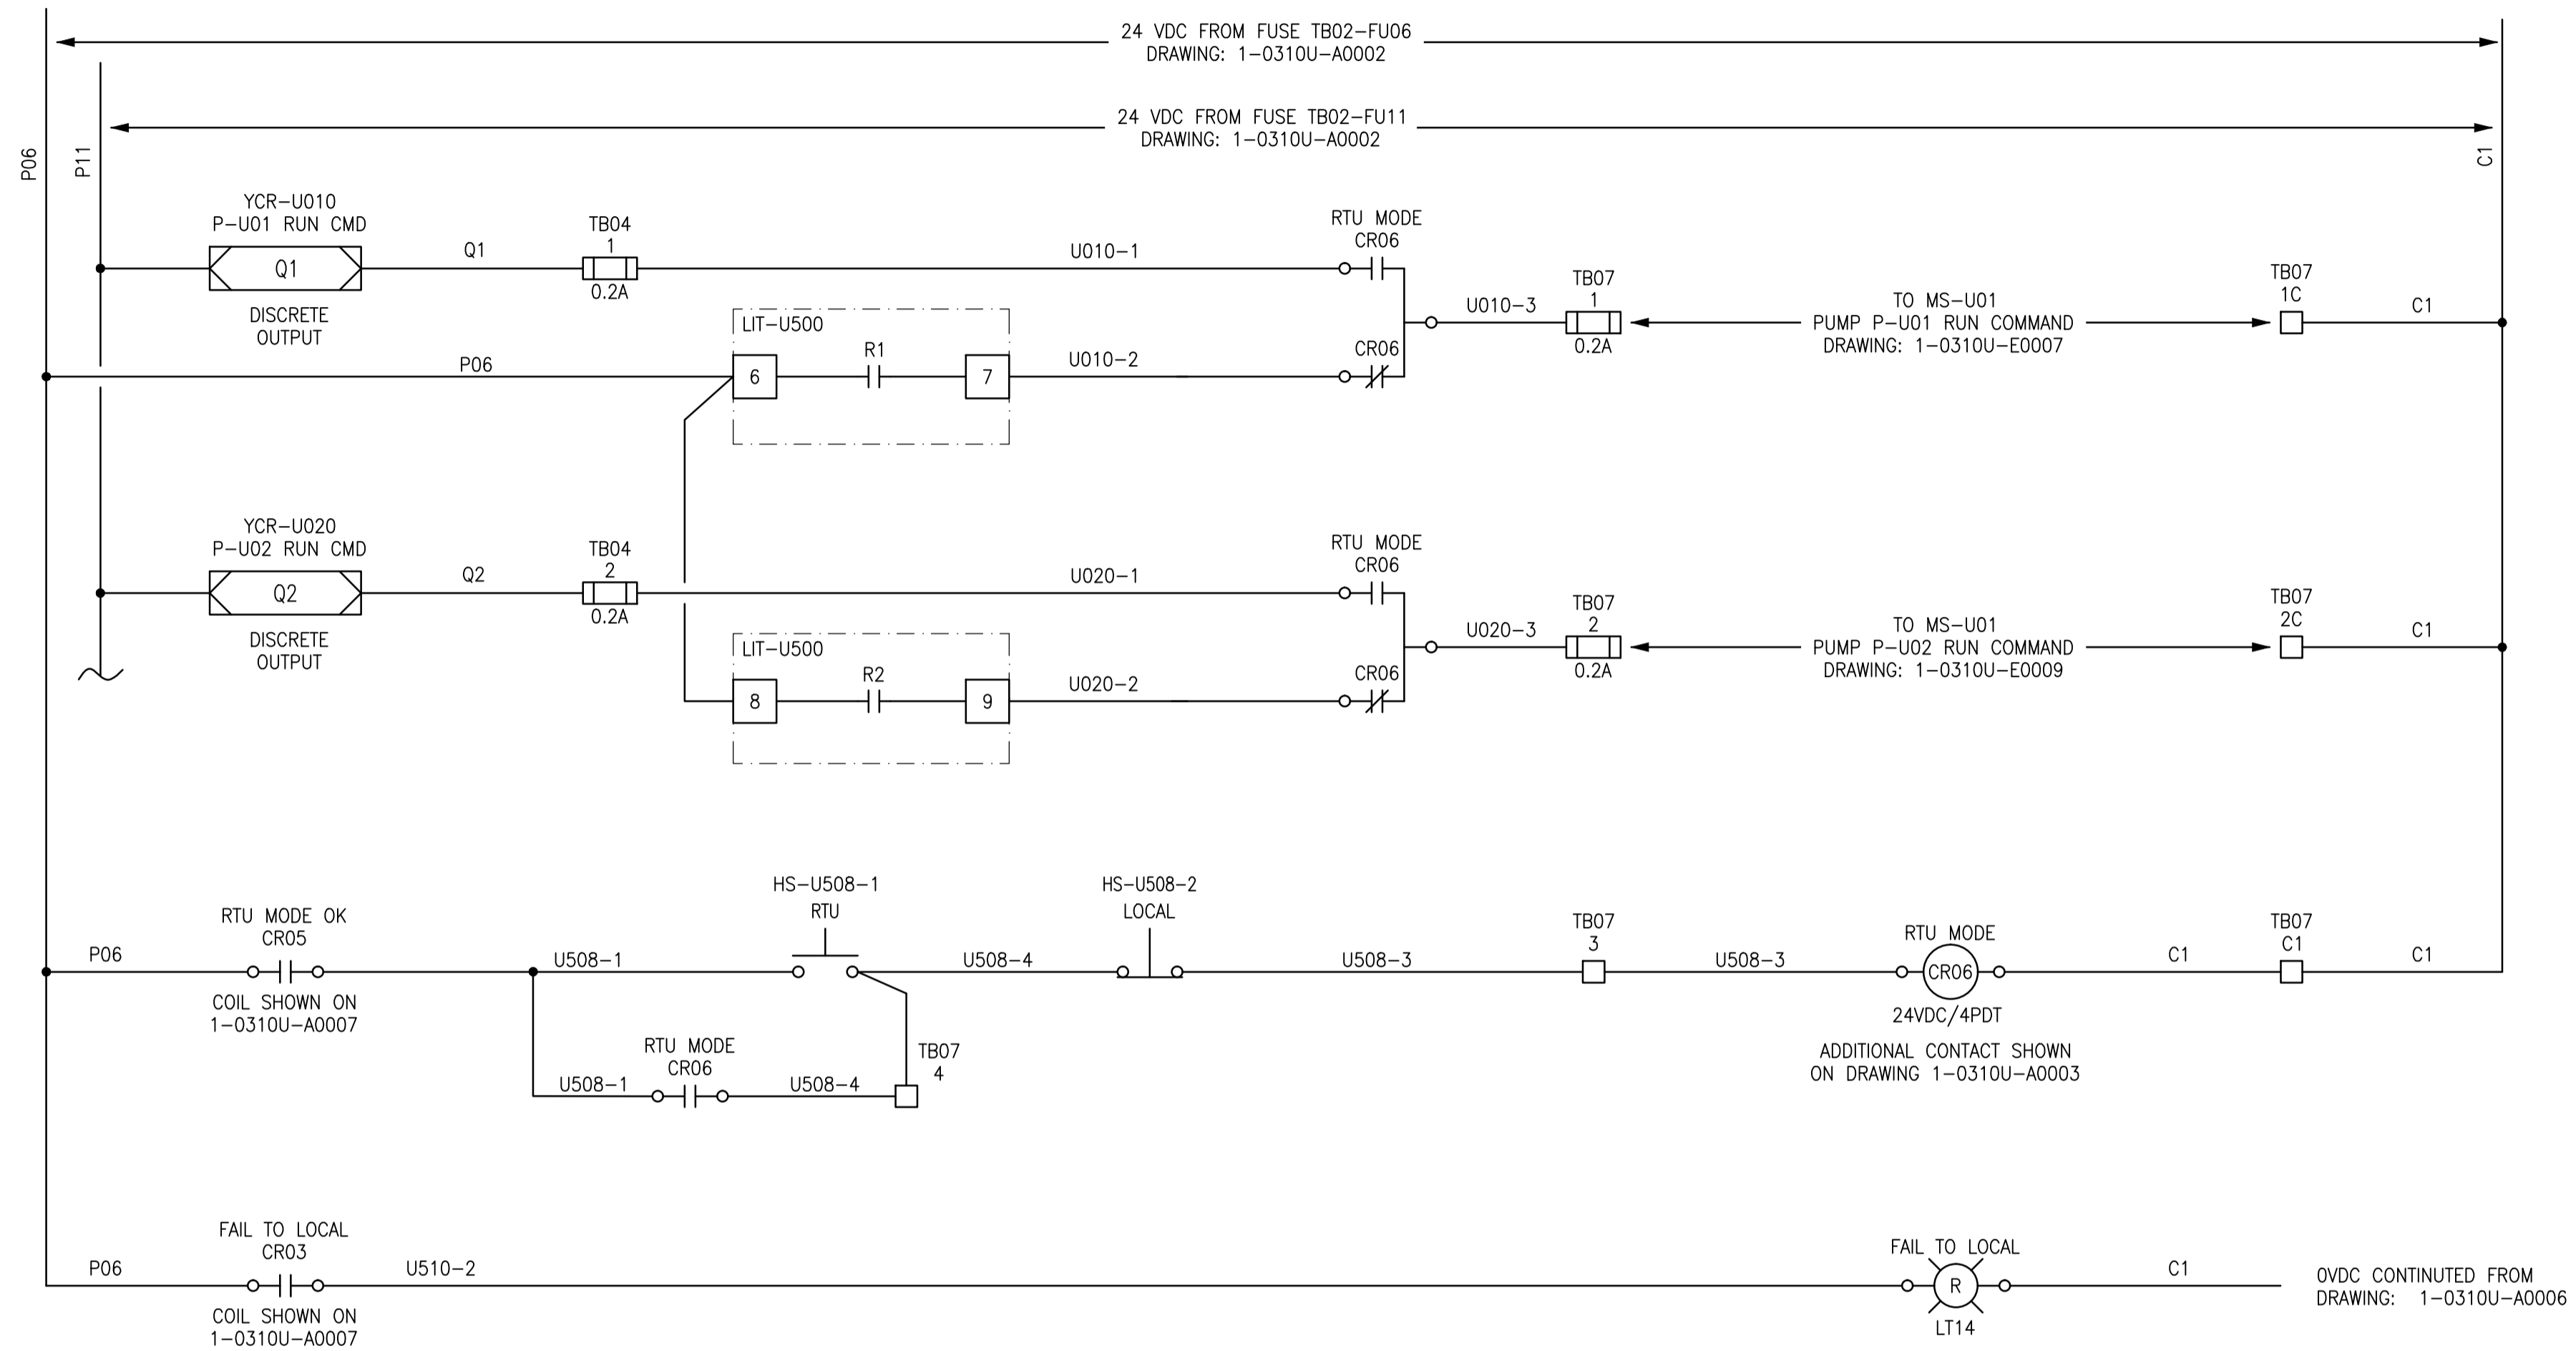 24 VDC FROM FUSE TB02-FU06
DRAWING: 1-0310U-A0002
24 VDC FROM FUSE TB02-FU11
DRAWING: 1-0310U-A0002
P06
P11
C1
YCR-U010
P-U01 RUN CMD
Q1
DISCRETE
OUTPUT
Q1
TB04
1
0.2A
U010-1
RTU MODE
CR06
LIT-U500
P06
6
R1
7
U010-2
CR06
U010-3
TB07
1
0.2A
TO MS-U01
PUMP P-U01 RUN COMMAND
DRAWING: 1-0310U-E0007
TB07
1C
C1
YCR-U020
P-U02 RUN CMD
Q2
DISCRETE
OUTPUT
Q2
TB04
2
0.2A
U020-1
RTU MODE
CR06
LIT-U500
8
R2
9
U020-2
CR06
U020-3
TB07
2
0.2A
TO MS-U01
PUMP P-U02 RUN COMMAND
DRAWING: 1-0310U-E0009
TB07
2C
C1
P06
RTU MODE OK
CR05
COIL SHOWN ON
1-0310U-A0007
U508-1
HS-U508-1
RTU
U508-4
HS-U508-2
LOCAL
U508-3
TB07
3
U508-3
RTU MODE
CR06
24VDC/4PDT
ADDITIONAL CONTACT SHOWN
ON DRAWING 1-0310U-A0003
C1
TB07
C1
C1
U508-1
RTU MODE
CR06
U508-4
TB07
4
P06
FAIL TO LOCAL
CR03
COIL SHOWN ON
1-0310U-A0007
U510-2
FAIL TO LOCAL
R
LT14
C1
0VDC CONTINUTED FROM
DRAWING: 1-0310U-A0006